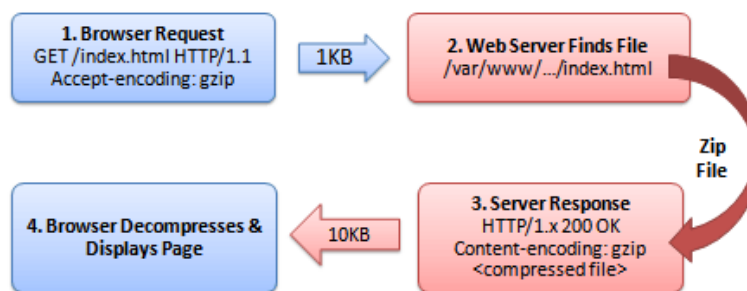 1. Browser Request
GET /index.html HTTP/1.1
Accept-encoding: gzip
1KB
2. Web Server Finds File
/var/www/.../index.html
Zip
File
3. Server Response
HTTP/1.x 200 OK
Content-encoding: gzip
<compressed file>
10KB
4. Browser Decompresses &
Displays Page